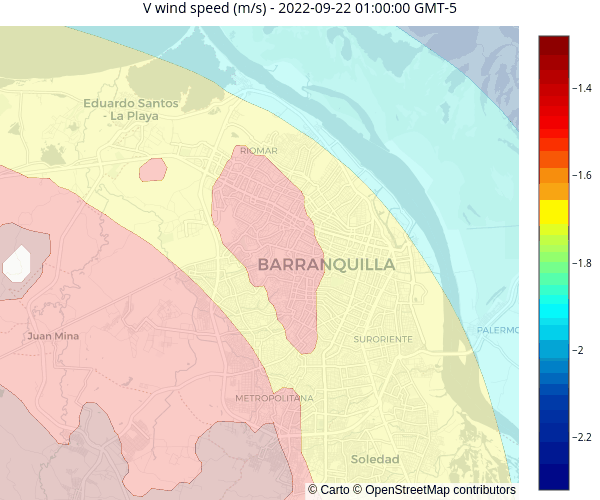 V wind speed (m/s) - 2022-09-22 01:00:00 GMT-5
Eduardo Santos
- La Playa
RIOMAR
BARRANQUILLA
Juan Mina
SURORIENTE
PALERMO
METROPOLITANA
Soledad
−1.4
−1.6
−1.8
−2
−2.2
© Carto © OpenStreetMap contributors